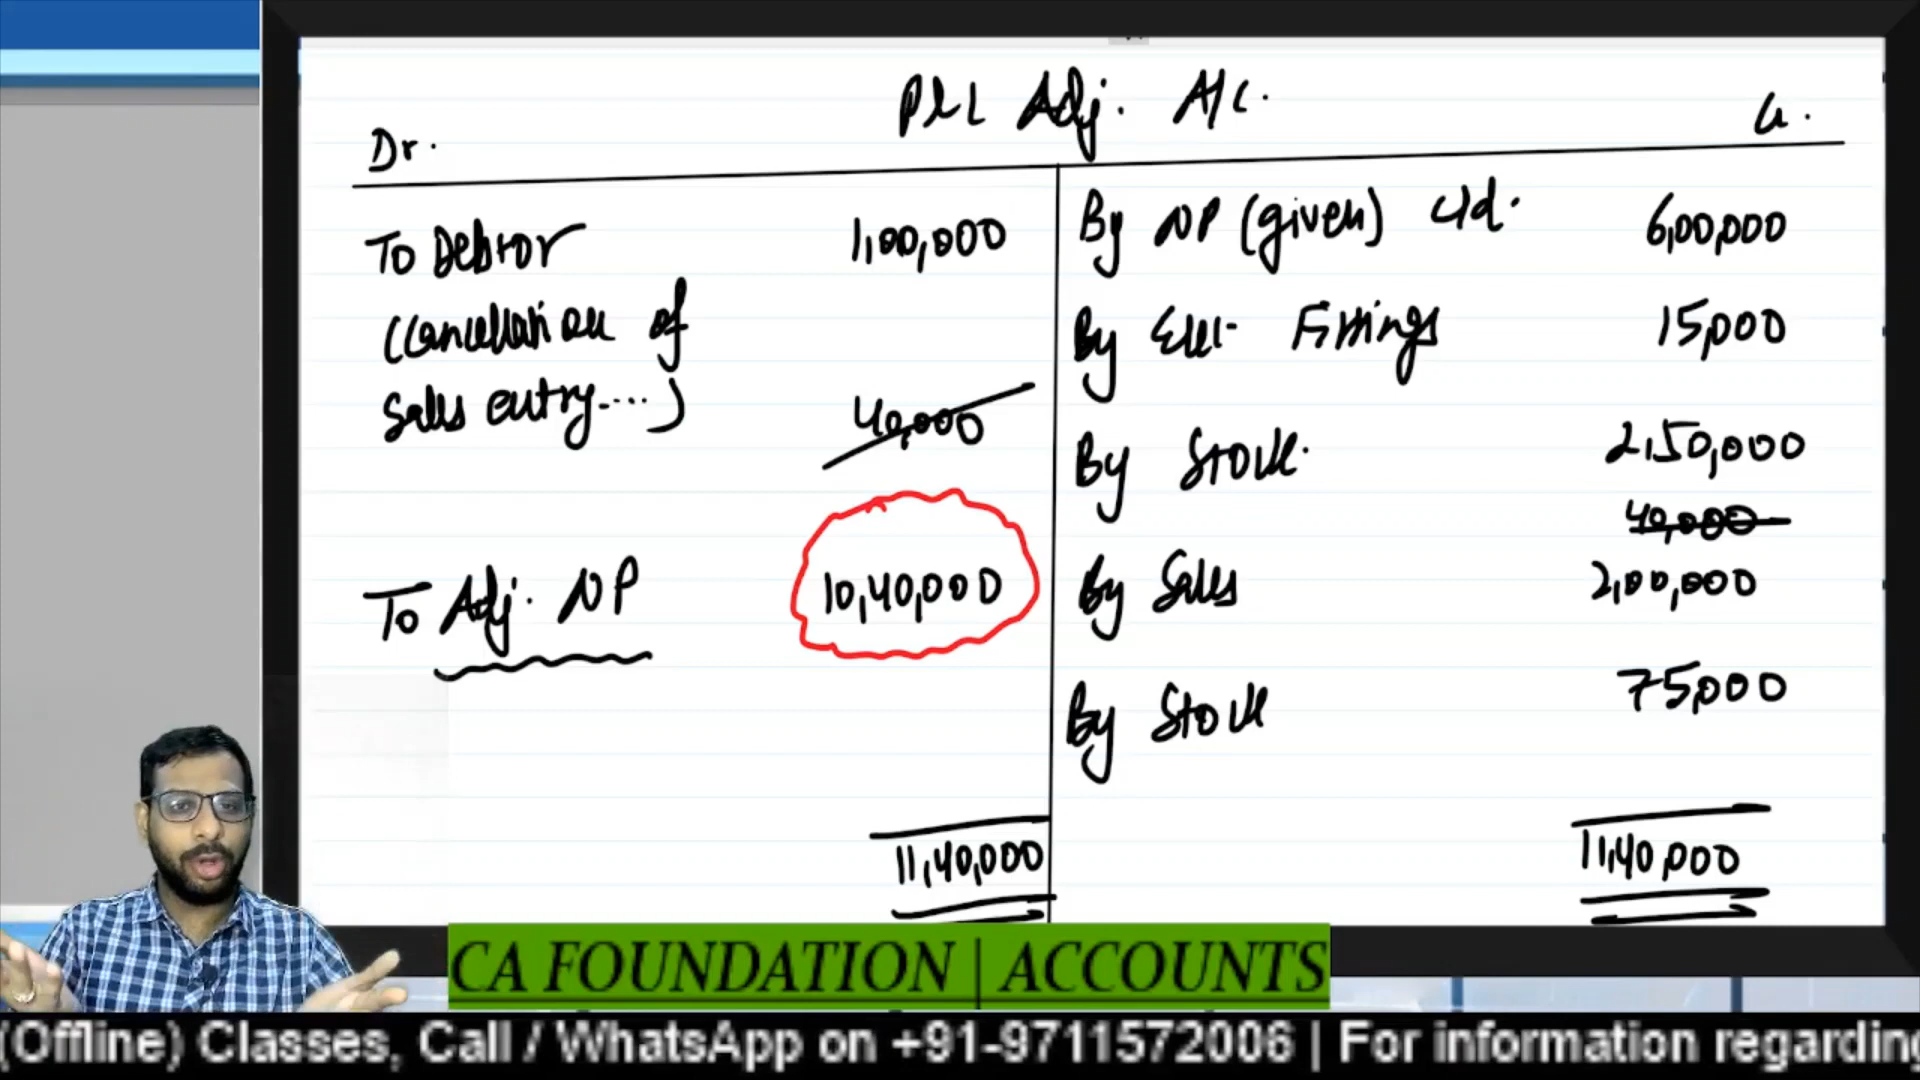 P&L Adj. A/c.
Dr. Cr.
To Debtor 1,00,000
(Cancellation of
Sales entry....)
40,000
To Adj. NP 10,40,000
11,40,000
By NP (given) c/d. 6,00,000
By Elec. Fittings 15,000
By Stock. 2,50,000
40,000
By Sales 2,00,000
By Stock 75,000
11,40,000
CA FOUNDATION | ACCOUNTS
(Offline) Classes, Call / WhatsApp on +91-9711572006 | For information regarding